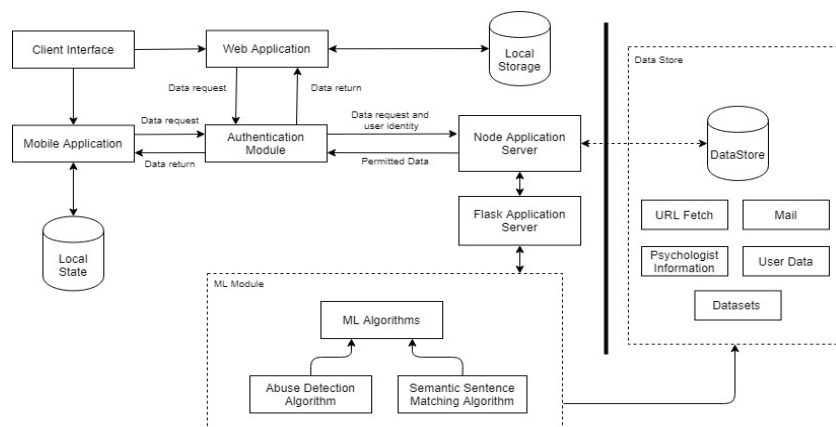 Client Interface
Web Application
Local
Storage
Data Store
Data request
Data return
Mobile Application
Data request
Data return
Authentication
Module
Data request and
user identity
Permitted Data
Node Application
Server
DataStore
Flask Application
Server
URL Fetch
Mail
Psychologist
Information
User Data
Datasets
Local
State
ML Module
ML Algorithms
Abuse Detection
Algorithm
Semantic Sentence
Matching Algorithm